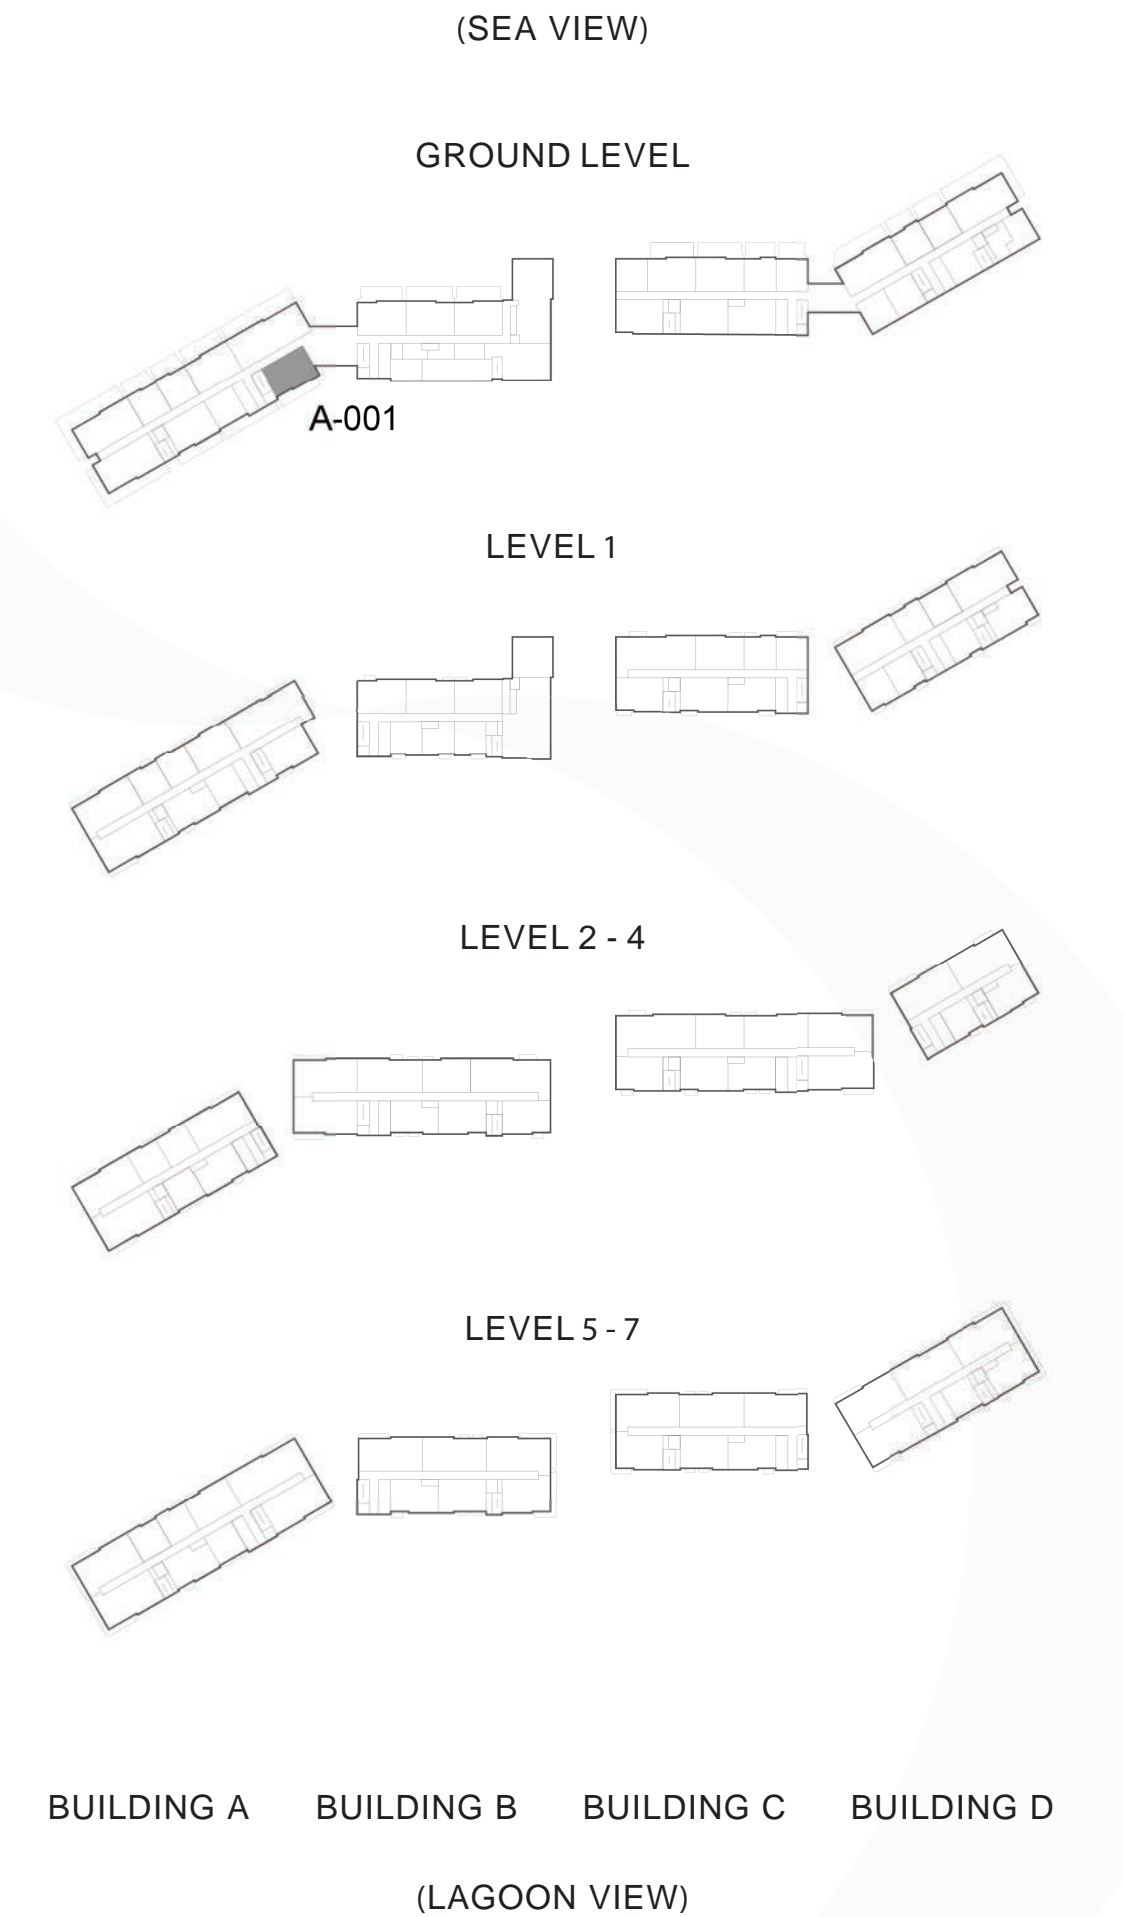 (SEA VIEW)
GROUND LEVEL
A-001
LEVEL 1
LEVEL 2 - 4
LEVEL 5 - 7
BUILDING A BUILDING B BUILDING C BUILDING D
(LAGOON VIEW)